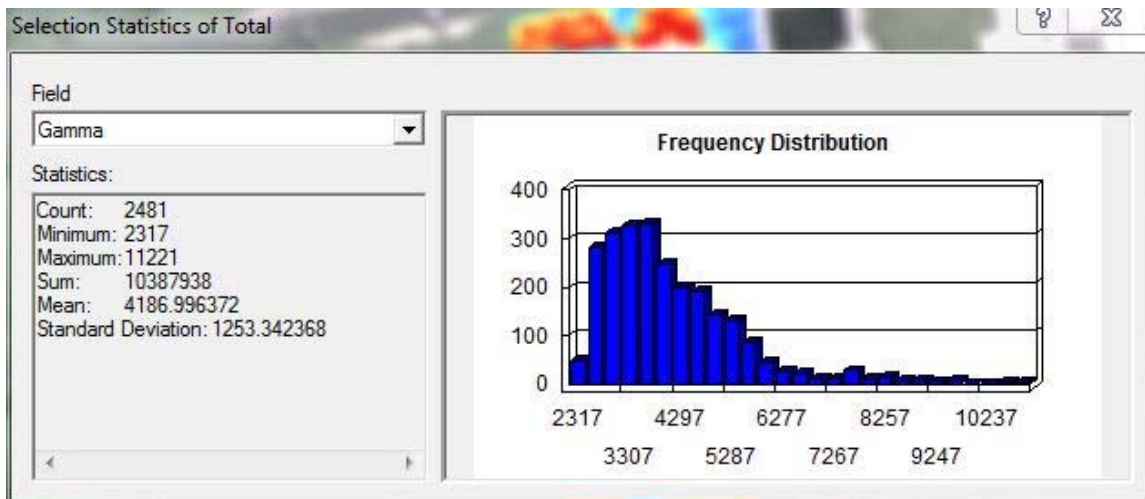 Selection Statistics of Total
?
Field
Gamma
Statistics:
Count: 2481
Minimum: 2317
Maximum: 11221
Sum: 10387938
Mean: 4186.996372
Standard Deviation: 1253.342368
Frequency Distribution
400
300
200
100
0
2317 4297 6277 8257 10237
3307 5287 7267 9247